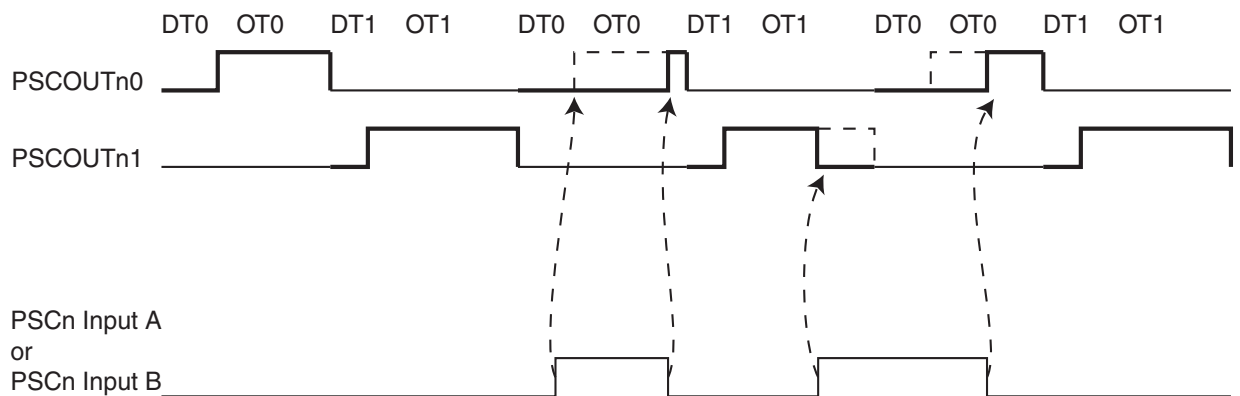 DT0 OT0 DT1 OT1 DT0 OT0 DT1 OT1 DT0 OT0 DT1 OT1
PSCOUTn0
PSCOUTn1
PSCn Input A
or
PSCn Input B